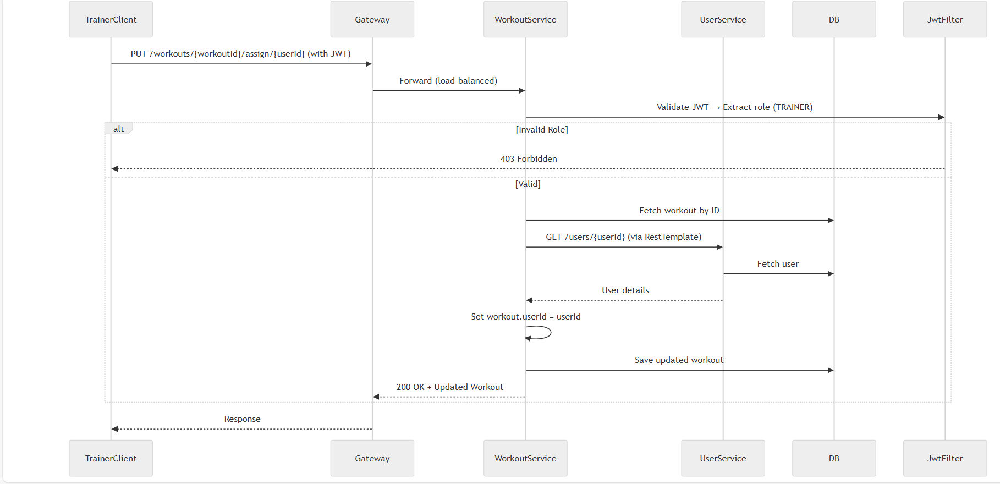 TrainerClient
Gateway
WorkoutService
UserService
DB
JwtFilter
PUT /workouts/{workoutId}/assign/{userId} (with JWT)
Forward (load-balanced)
Validate JWT → Extract role (TRAINER)
alt
[Invalid Role]
403 Forbidden
[Valid]
Fetch workout by ID
GET /users/{userId} (via RestTemplate)
Fetch user
User details
Set workout.userId = userId
Save updated workout
200 OK + Updated Workout
Response
TrainerClient
Gateway
WorkoutService
UserService
DB
JwtFilter